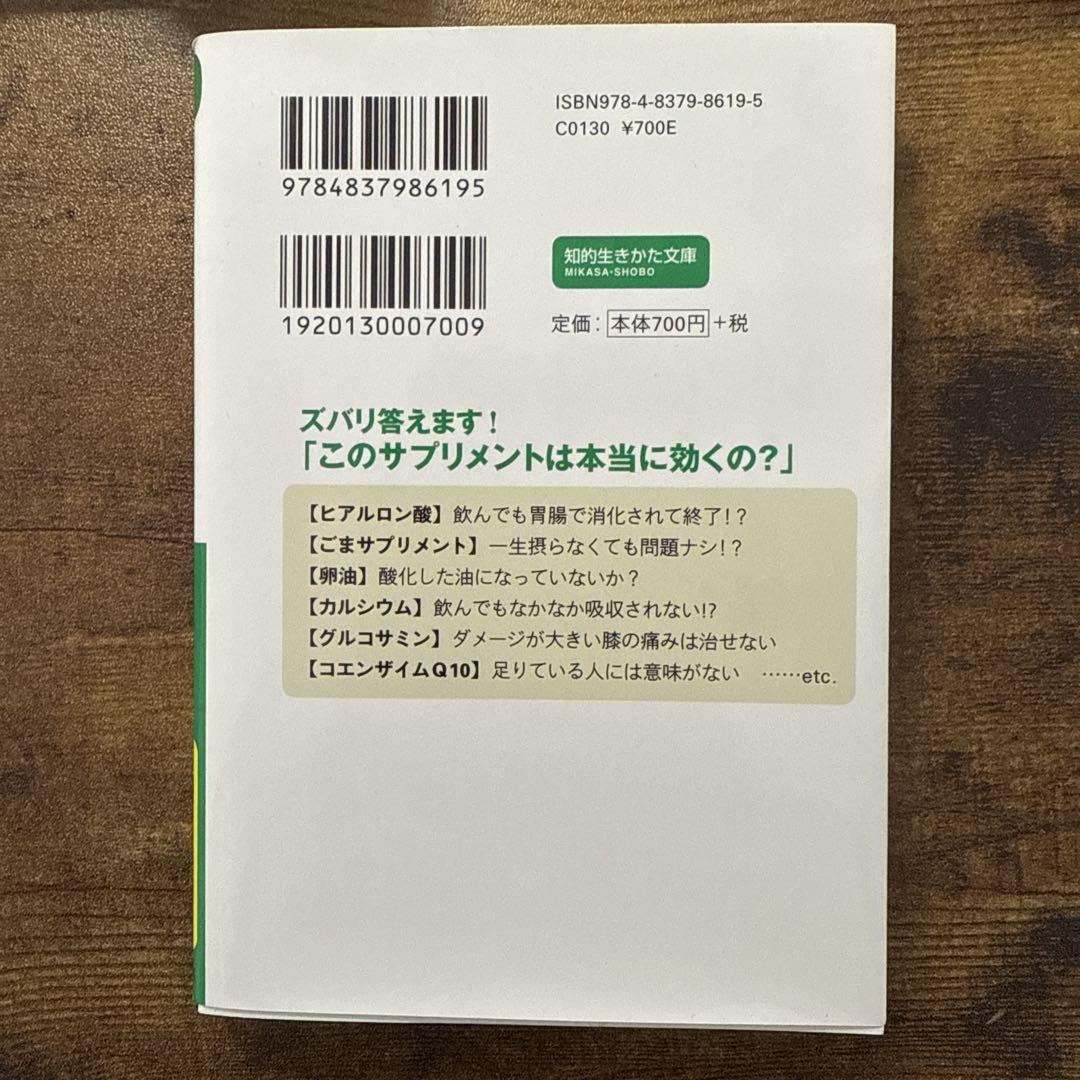 ISBN978-4-8379-8619-5
C0130 ¥700E
9784837986195
知的生きかた文庫
MIKASA-SHOBO
1920130007009
定価：本体700円+税
ズバリ答えます！
「このサプリメントは本当に効くの？」
【ヒアルロン酸】飲んでも胃腸で消化されて終了！？
【ごまサプリメント】一生摂らなくても問題ナシ！？
【卵油】酸化した油になっていないか？
【カルシウム】飲んでもなかなか吸収されない！？
【グルコサミン】ダメージが大きい膝の痛みは治せない
【コエンザイムQ10】足りている人には意味がない ……etc.